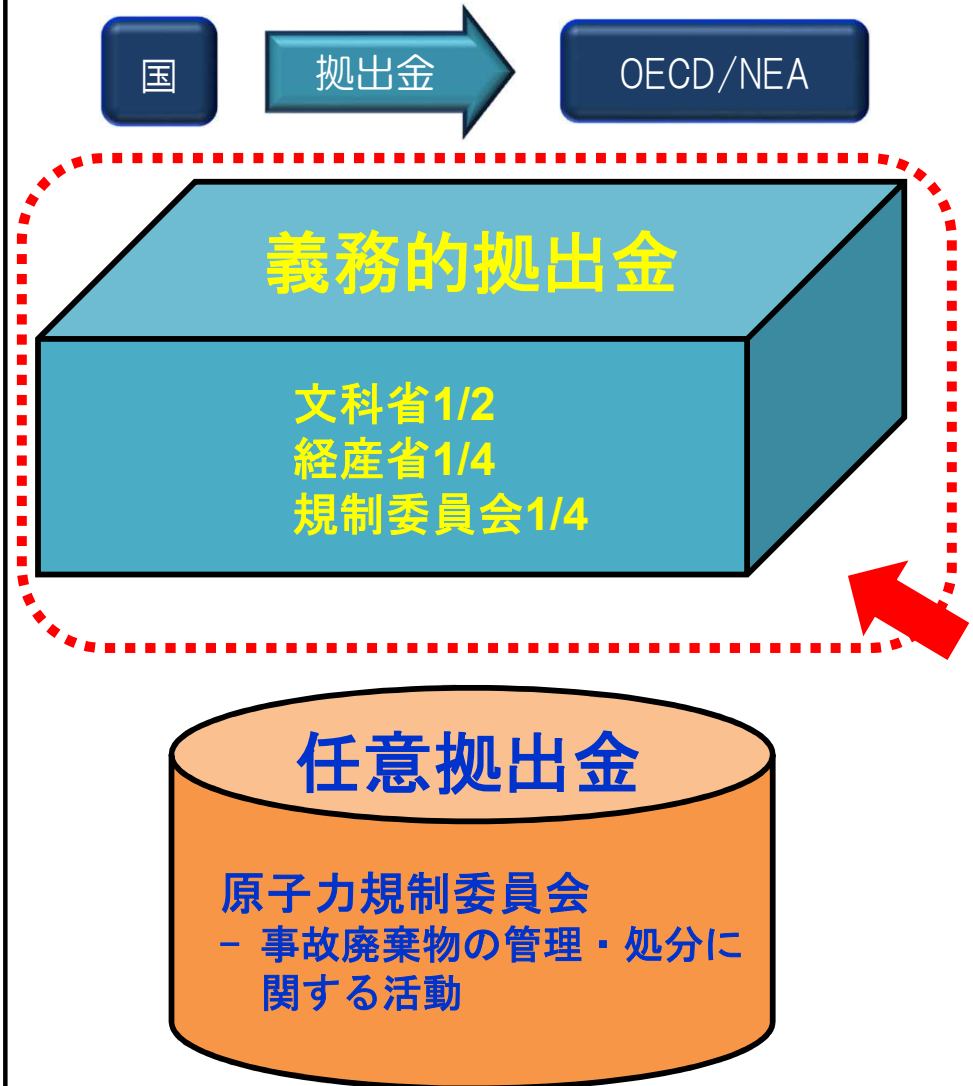 国 拠出金 OECD/NEA
義務的拠出金
文科省1/2
経産省1/4
規制委員会1/4
任意拠出金
原子力規制委員会
− 事故廃棄物の管理・処分に
関する活動